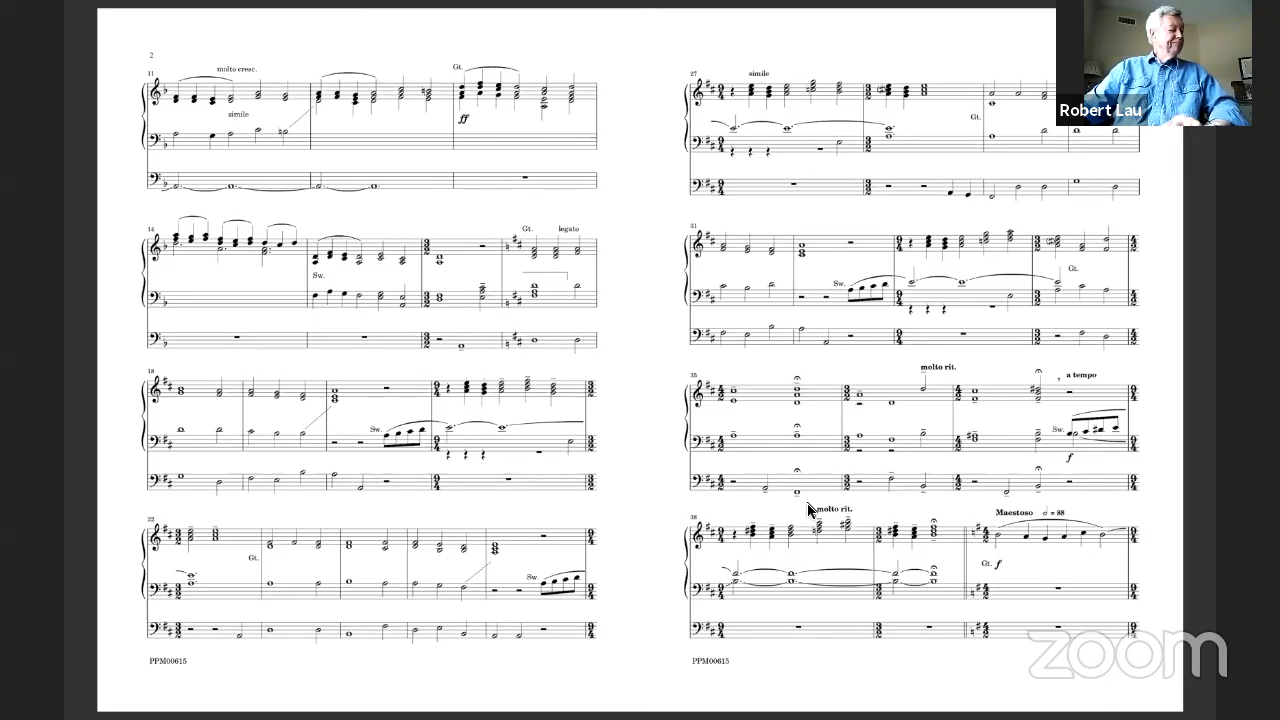 2
11
molto cresc.
simile
Gt.
ff
14
Sw.
Gt.
legato
18
Sw.
22
Gt.
Sw.
PPM00615
27
simile
Gt.
31
Sw.
Gt.
35
molto rit.
a tempo
Sw.
f
38
molto rit.
Maestoso = 88
Gt. f
PPM00615
Robert Lau
zoom